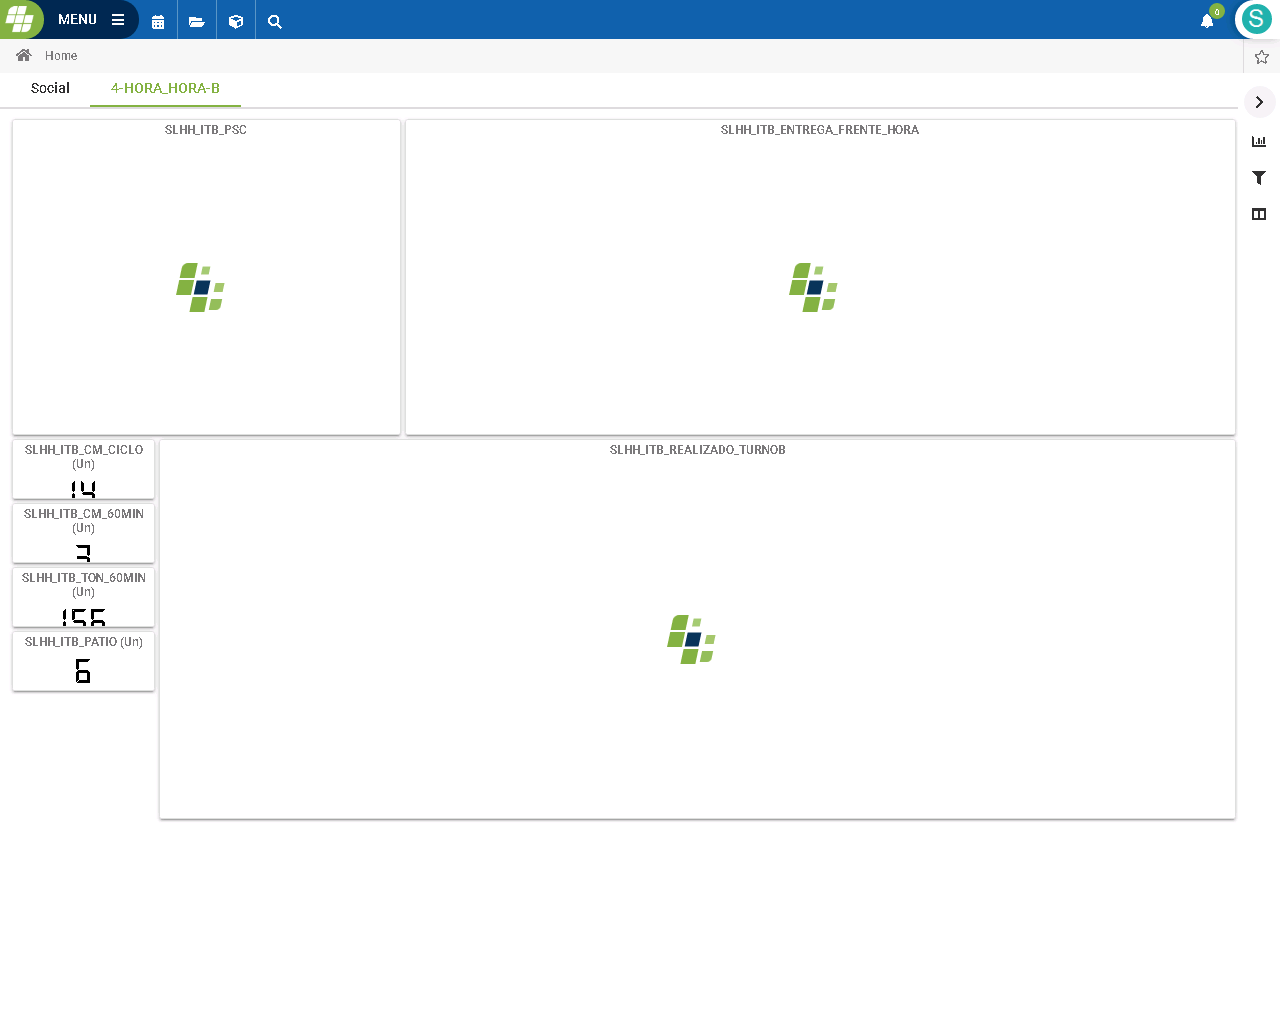 MENU
0
S
Home
Social
4-HORA_HORA-B
SLHH_ITB_PSC
SLHH_ITB_ENTREGA_FRENTE_HORA
SLHH_ITB_CM_CICLO
(Un)
14
SLHH_ITB_REALIZADO_TURNOB
SLHH_ITB_CM_60MIN
(Un)
3
SLHH_ITB_TON_60MIN
(Un)
SLHH_ITB_PATIO (Un)
6